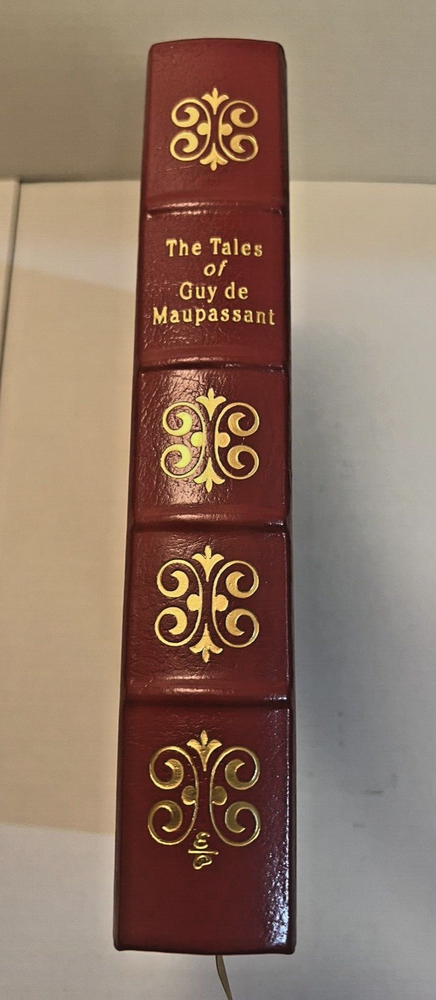 The Tales
of
Guy de
Maupassant
E
P